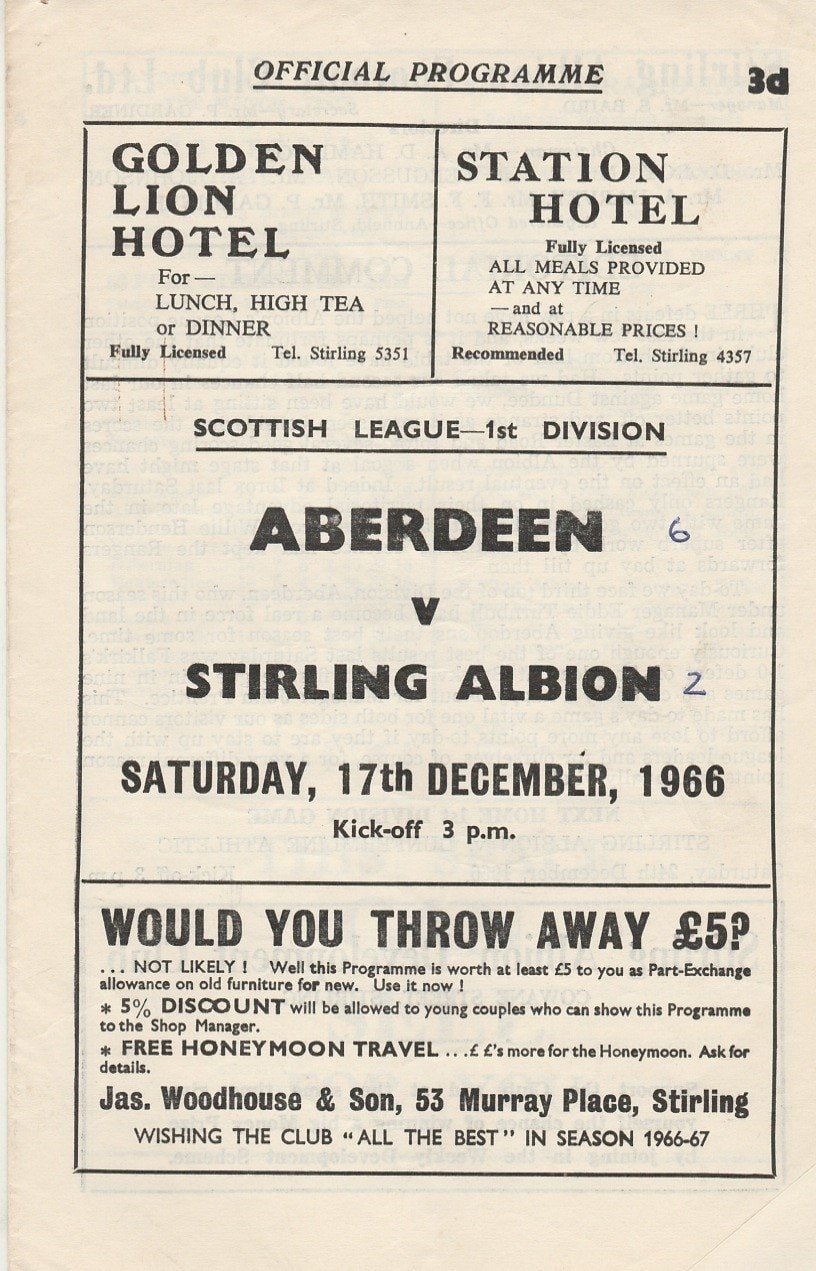 OFFICIAL PROGRAMME 3d
GOLDEN
LION
HOTEL
For—
LUNCH, HIGH TEA
or DINNER
Fully Licensed Tel. Stirling 5351
STATION
HOTEL
Fully Licensed
ALL MEALS PROVIDED
AT ANY TIME
—and at
REASONABLE PRICES !
Recommended Tel. Stirling 4357
SCOTTISH LEAGUE—1st DIVISION
ABERDEEN 6
v
STIRLING ALBION 2
SATURDAY, 17th DECEMBER, 1966
Kick-off 3 p.m.
WOULD YOU THROW AWAY £5?
... NOT LIKELY ! Well this Programme is worth at least £5 to you as Part-Exchange
allowance on old furniture for new. Use it now !
* 5% DISCOUNT will be allowed to young couples who can show this Programme
to the Shop Manager.
* FREE HONEYMOON TRAVEL ...£ £'s more for the Honeymoon. Ask for
details.
Jas. Woodhouse & Son, 53 Murray Place, Stirling
WISHING THE CLUB "ALL THE BEST" IN SEASON 1966-67